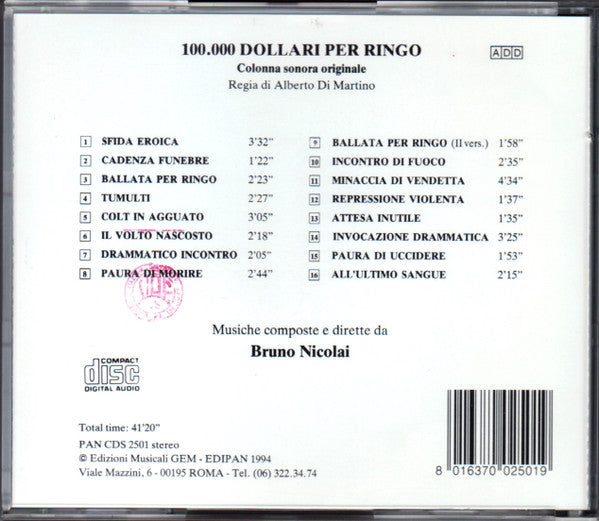 100.000 DOLLARI PER RINGO
ADD
Colonna sonora originale
Regia di Alberto Di Martino
1 SFIDA EROICA 3'32"
2 CADENZA FUNEBRE 1'22"
3 BALLATA PER RINGO 2'23"
4 TUMULTI 2'27"
5 COLT IN AGGUATO 3'05"
6 IL VOLTO NASCOSTO 2'18"
7 DRAMMATICO INCONTRO 2'05"
8 PAURA DI MORIRE 2'44"
9 BALLATA PER RINGO (II vers.) 1'58"
10 INCONTRO DI FUOCO 2'35"
11 MINACCIA DI VENDETTA 4'34"
12 REPRESSIONE VIOLENTA 1'37"
13 ATTESA INUTILE 1'35"
14 INVOCAZIONE DRAMMATICA 3'25"
15 PAURA DI UCCIDERE 1'53"
16 ALL'ULTIMO SANGUE 2'15"
Musiche composte e dirette da
Bruno Nicolai
COMPACT
disc
DIGITAL AUDIO
Total time: 41'20"
PAN CDS 2501 stereo
© Edizioni Musicali GEM - EDIPAN 1994
Viale Mazzini, 6 - 00195 ROMA - Tel. (06) 322.34.74
8 016370 025019